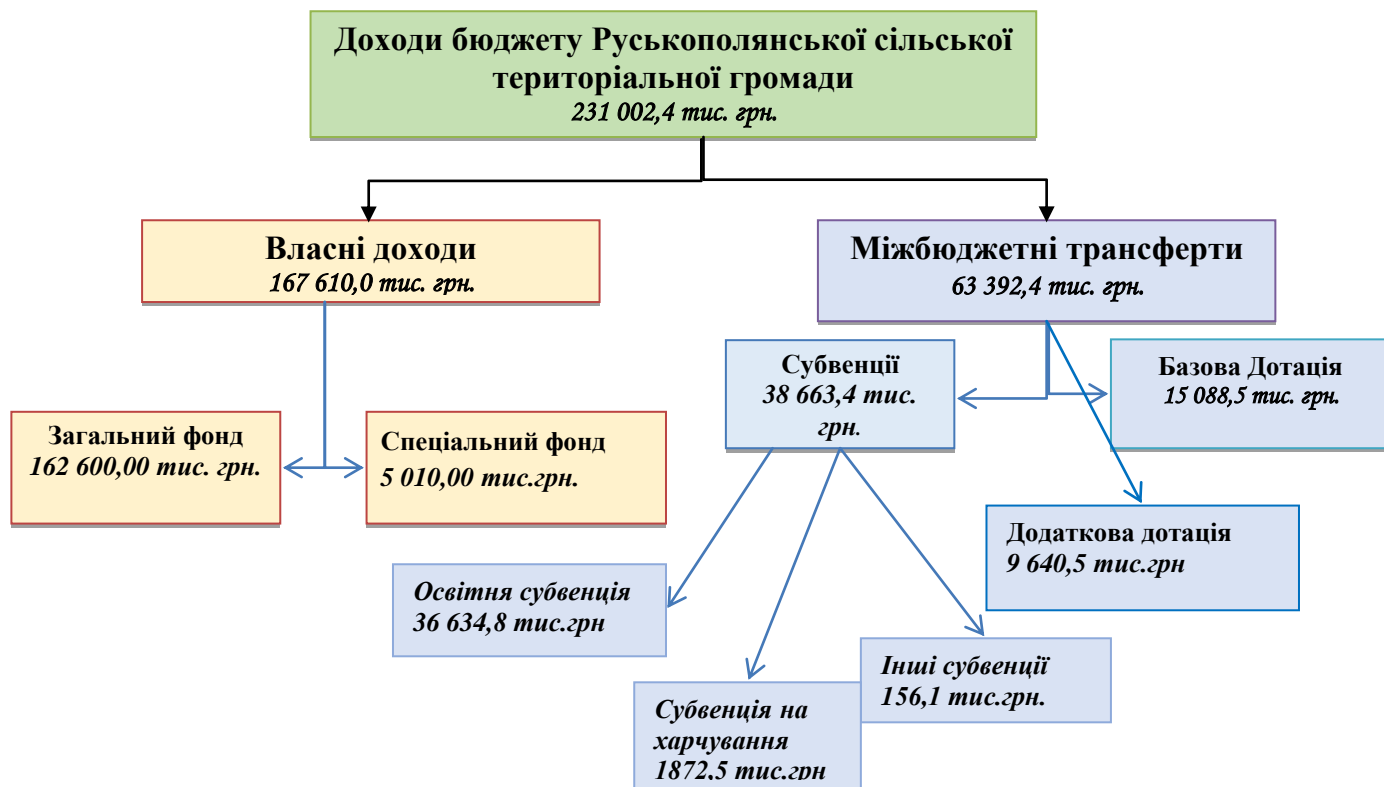 Доходи бюджету Руськополянської сільської
територіальної громади
231 002,4 тис. грн.
Власні доходи
167 610,0 тис. грн.
Міжбюджетні трансферти
63 392,4 тис. грн.
Субвенції
38 663,4 тис.
грн.
Базова Дотація
15 088,5 тис. грн.
Загальний фонд
162 600,00 тис. грн.
Спеціальний фонд
5 010,00 тис.грн.
Додаткова дотація
9 640,5 тис.грн
Освітня субвенція
36 634,8 тис.грн
Інші субвенції
156,1 тис.грн.
Субвенція на
харчування
1872,5 тис.грн